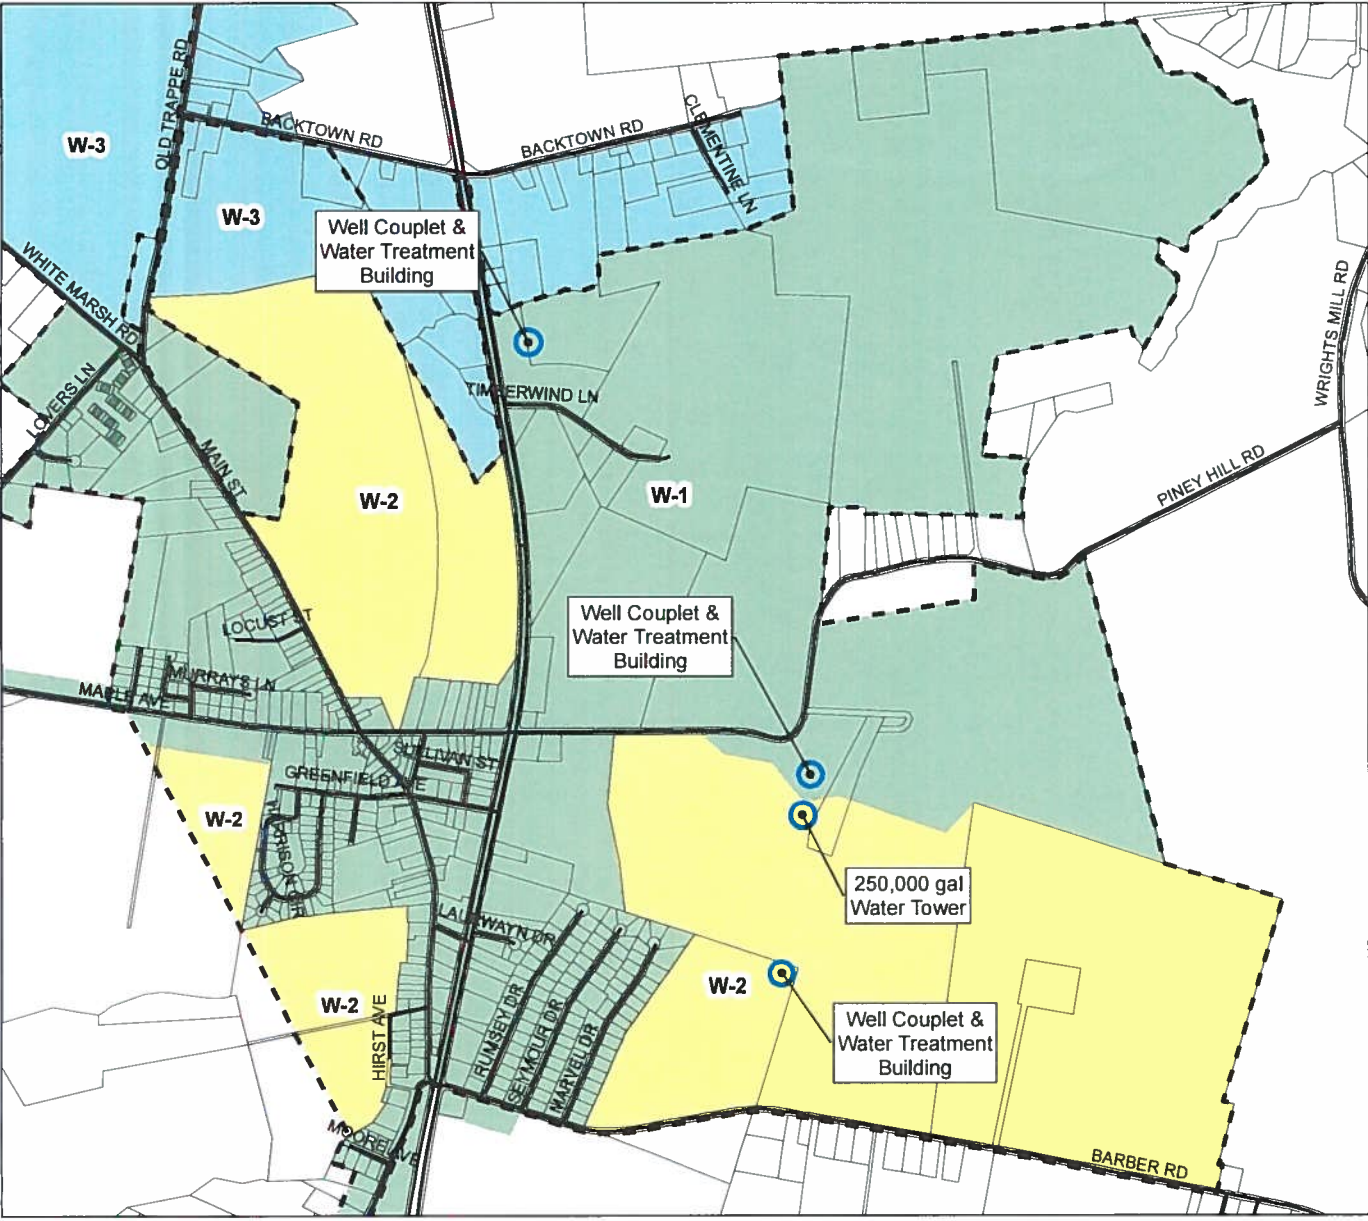 OLD TRAPPE RD
BACKTOWN RD
BACKTOWN RD
CLEMENTINE LN
W-3
W-3
Well Couplet &
Water Treatment
Building
WHITE MARSH RD
WRIGHTS MILL RD
LOVERS LN
TIMBERWIND LN
MAIN ST
W-2
W-1
PINEY HILL RD
Well Couplet &
Water Treatment
Building
LOCUST ST
MURRAYS LN
MAPLE AVE
SULLIVAN ST
GREENFIELD AVE
W-2
HARRISON CIR
250,000 gal
Water Tower
LAUEWAYN DR
W-2
W-2
HIRST AVE
RUMSEY DR
SEYMOUR DR
MARVEL DR
Well Couplet &
Water Treatment
Building
MOORE AVE
BARBER RD